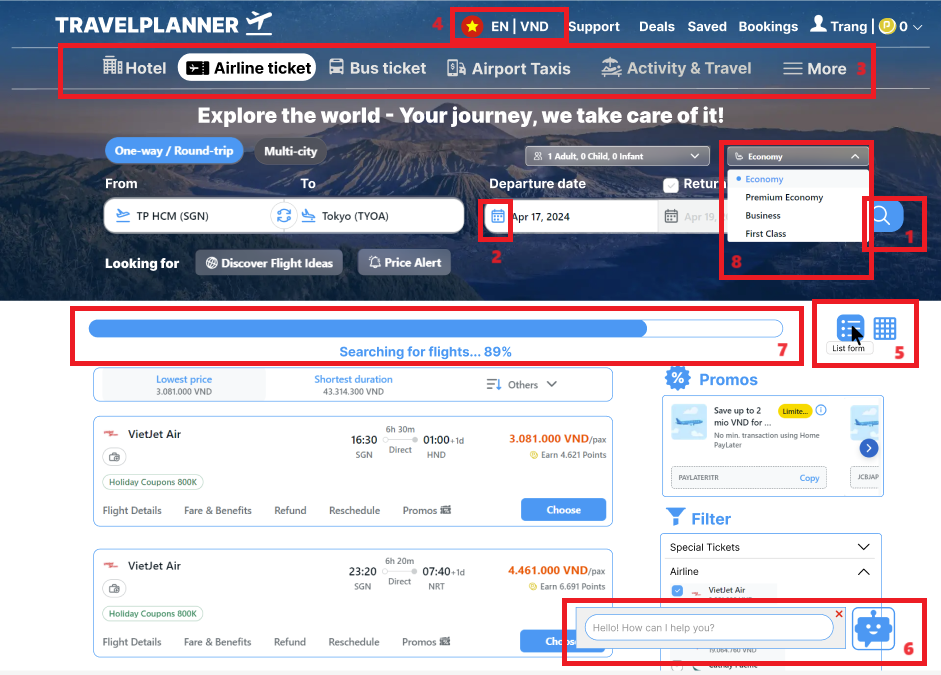 TRAVELPLANNER
4
EN | VND
Support
Deals
Saved
Bookings
Trang | P 0
Hotel
Airline ticket
Bus ticket
Airport Taxis
Activity & Travel
More
3
Explore the world - Your journey, we take care of it!
One-way / Round-trip
Multi-city
1 Adult, 0 Child, 0 Infant
Economy
Economy
Premium Economy
Business
First Class
8
From
To
Departure date
Return
TP HCM (SGN)
Tokyo (TYOA)
Apr 17, 2024
Apr 19,
1
2
Looking for
Discover Flight Ideas
Price Alert
Searching for flights... 89%
7
List form
5
Lowest price
3.081.000 VND
Shortest duration
43.314.300 VND
Others
Promos
Save up to 2
mio VND for ...
No min. transaction using Home
PayLater
Limite...
PAYLATERITR
Copy
JCBJAP
VietJet Air
16:30
SGN
6h 30m
Direct
01:00+1d
HND
3.081.000 VND/pax
Earn 4.621 Points
Holiday Coupons 800K
Flight Details
Fare & Benefits
Refund
Reschedule
Promos
Choose
Filter
Special Tickets
Airline
VietJet Air
VietJet Air
23:20
SGN
6h 20m
Direct
07:40+1d
NRT
4.461.000 VND/pax
Earn 6.691 Points
Holiday Coupons 800K
Flight Details
Fare & Benefits
Refund
Reschedule
Promos
Hello! How can I help you?
6
19.064.760 VND